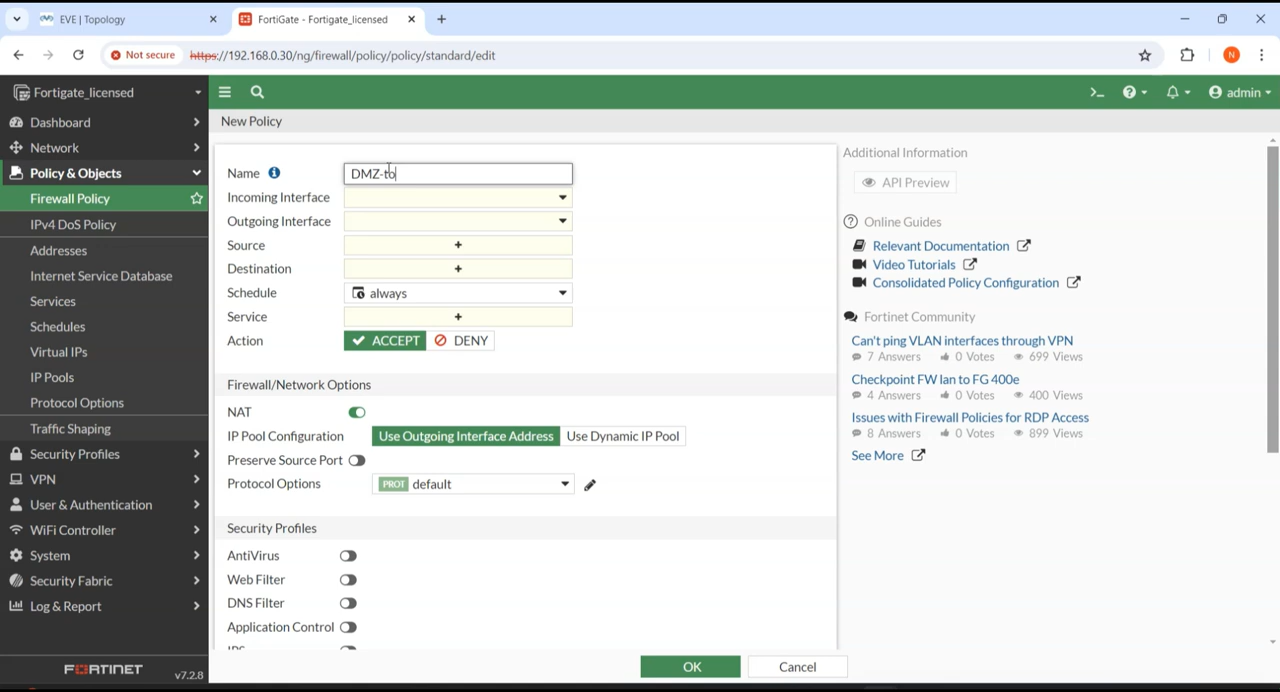 EVE | Topology
FortiGate - Fortigate_licensed
Not secure
https://192.168.0.30/ng/firewall/policy/policy/standard/edit
N
Fortigate_licensed
admin
Dashboard
Network
Policy & Objects
Firewall Policy
IPv4 DoS Policy
Addresses
Internet Service Database
Services
Schedules
Virtual IPs
IP Pools
Protocol Options
Traffic Shaping
Security Profiles
VPN
User & Authentication
WiFi Controller
System
Security Fabric
Log & Report
FORTINET
v7.2.8
New Policy
Name DMZ-to
Incoming Interface
Outgoing Interface
Source +
Destination +
Schedule always
Service +
Action ACCEPT DENY
Firewall/Network Options
NAT
IP Pool Configuration Use Outgoing Interface Address Use Dynamic IP Pool
Preserve Source Port
Protocol Options PROT default
Security Profiles
AntiVirus
Web Filter
DNS Filter
Application Control
IPS
OK Cancel
Additional Information
API Preview
Online Guides
Relevant Documentation
Video Tutorials
Consolidated Policy Configuration
Fortinet Community
Can't ping VLAN interfaces through VPN
7 Answers 0 Votes 699 Views
Checkpoint FW lan to FG 400e
4 Answers 0 Votes 400 Views
Issues with Firewall Policies for RDP Access
8 Answers 0 Votes 899 Views
See More